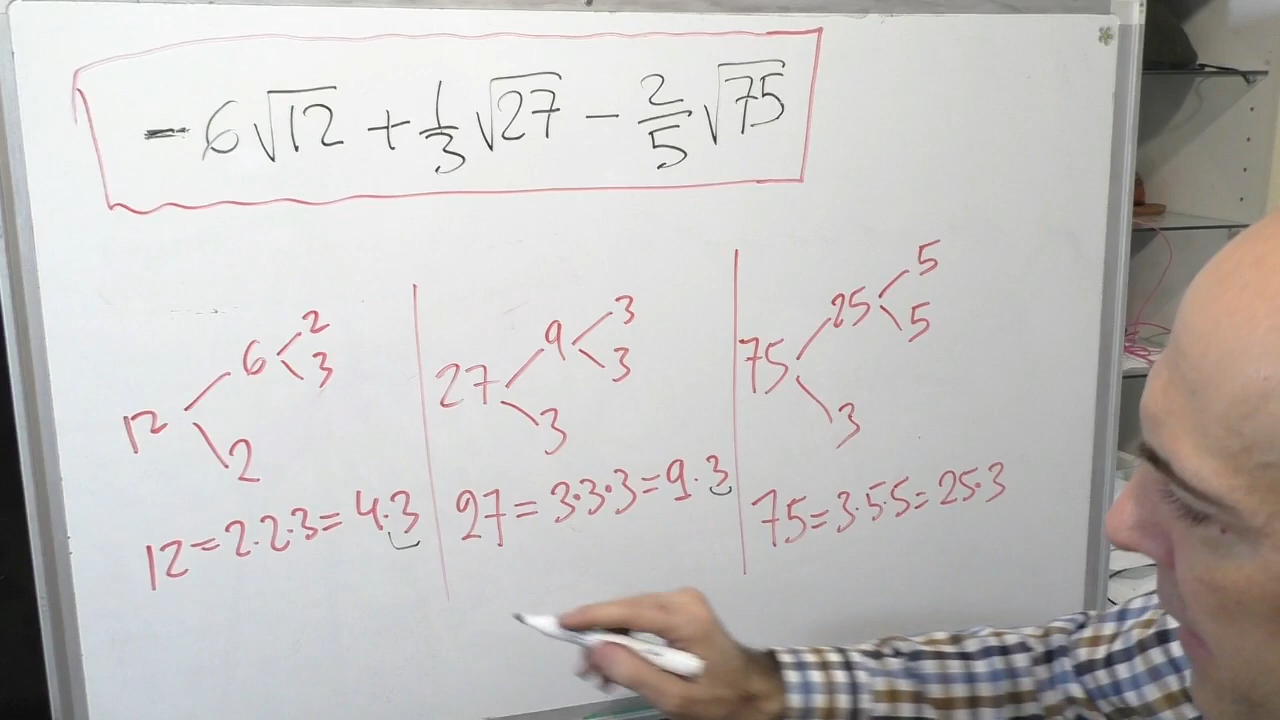 -6√12 + 1/3 √27 - 2/5 √75
12 6 2 3 2
12=2·2·3=4·3
27 9 3 3 3
27=3·3·3=9·3
75 25 5 5 3
75=3·5·5=25·3